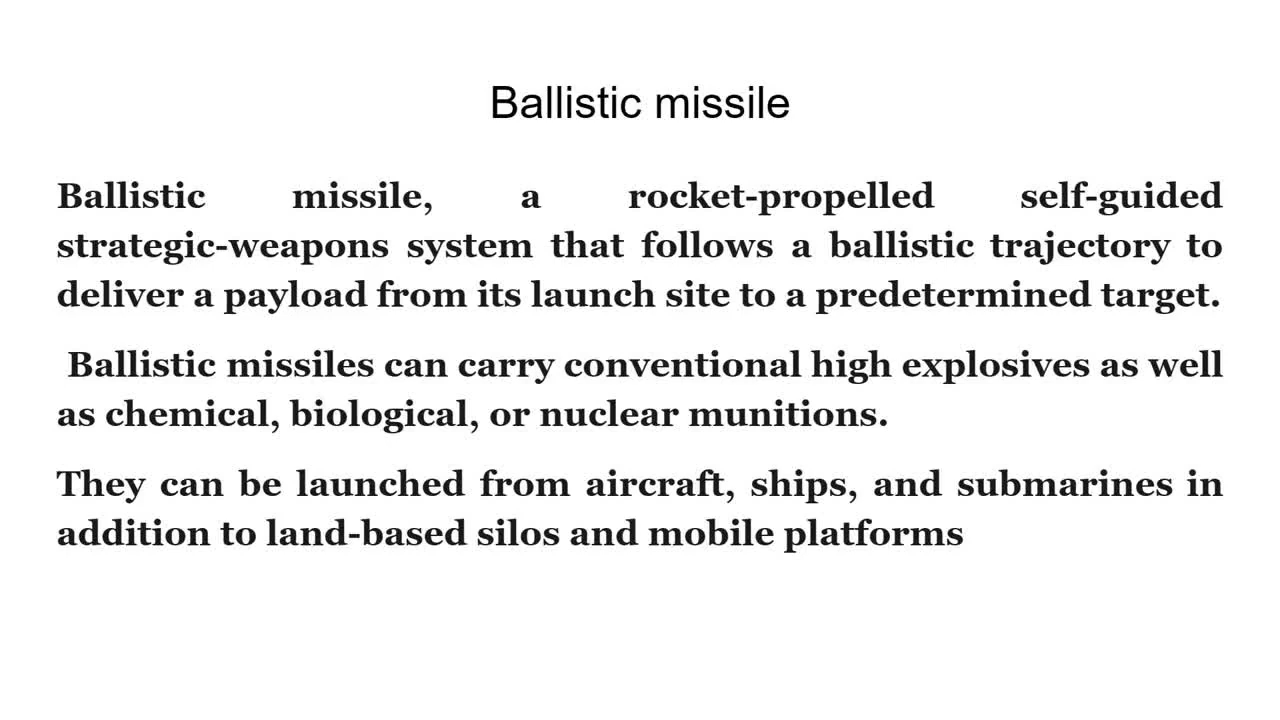 Ballistic missile
Ballistic missile, a rocket-propelled self-guided
strategic-weapons system that follows a ballistic trajectory to
deliver a payload from its launch site to a predetermined target.
Ballistic missiles can carry conventional high explosives as well
as chemical, biological, or nuclear munitions.
They can be launched from aircraft, ships, and submarines in
addition to land-based silos and mobile platforms